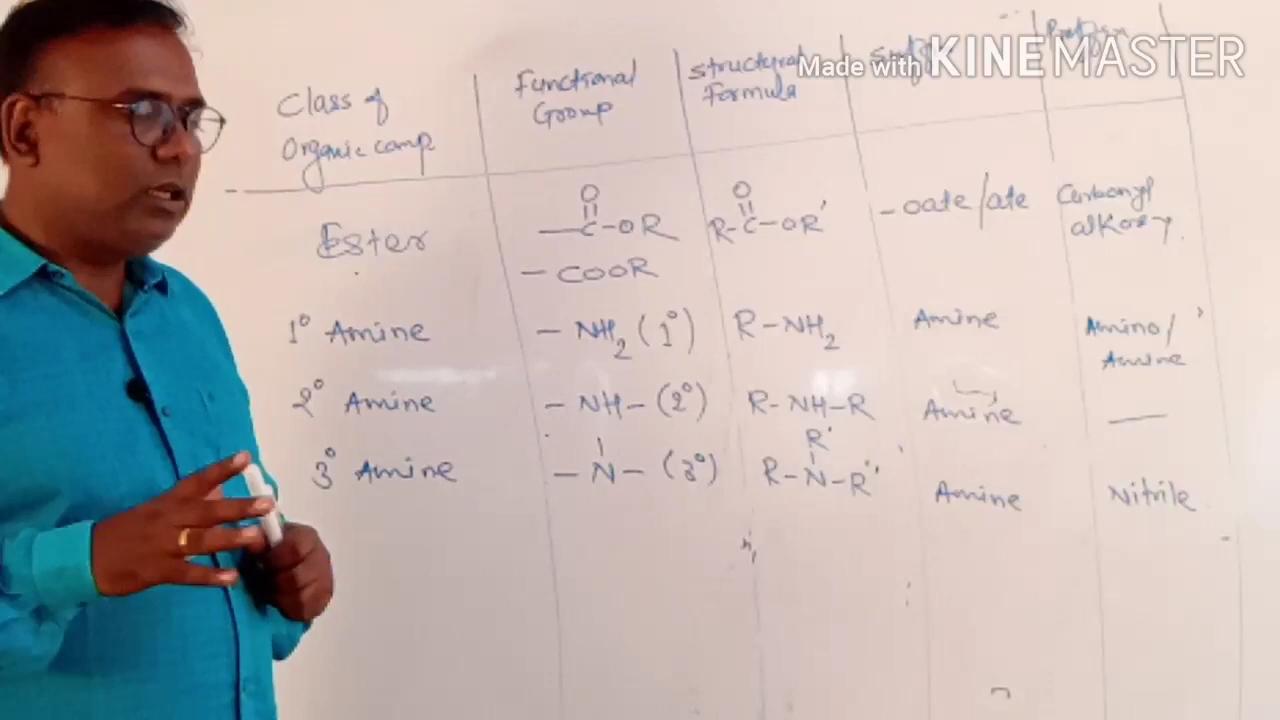 Class of
Organic comp
Functional
Group
Structural
Formula
Made with KINEMASTER
Ester
O
— C — OR
— COOR
O
R-C-OR'
- oate/ate
Carbonyl
alkoxy
1° Amine
- NH2 (1°)
R-NH2
Amine
Amino/
Amine
2° Amine
- NH - (2°)
R-NH-R
Amine
—
3° Amine
- N - (3°)
R'
R-N-R''
Amine
Nitrile